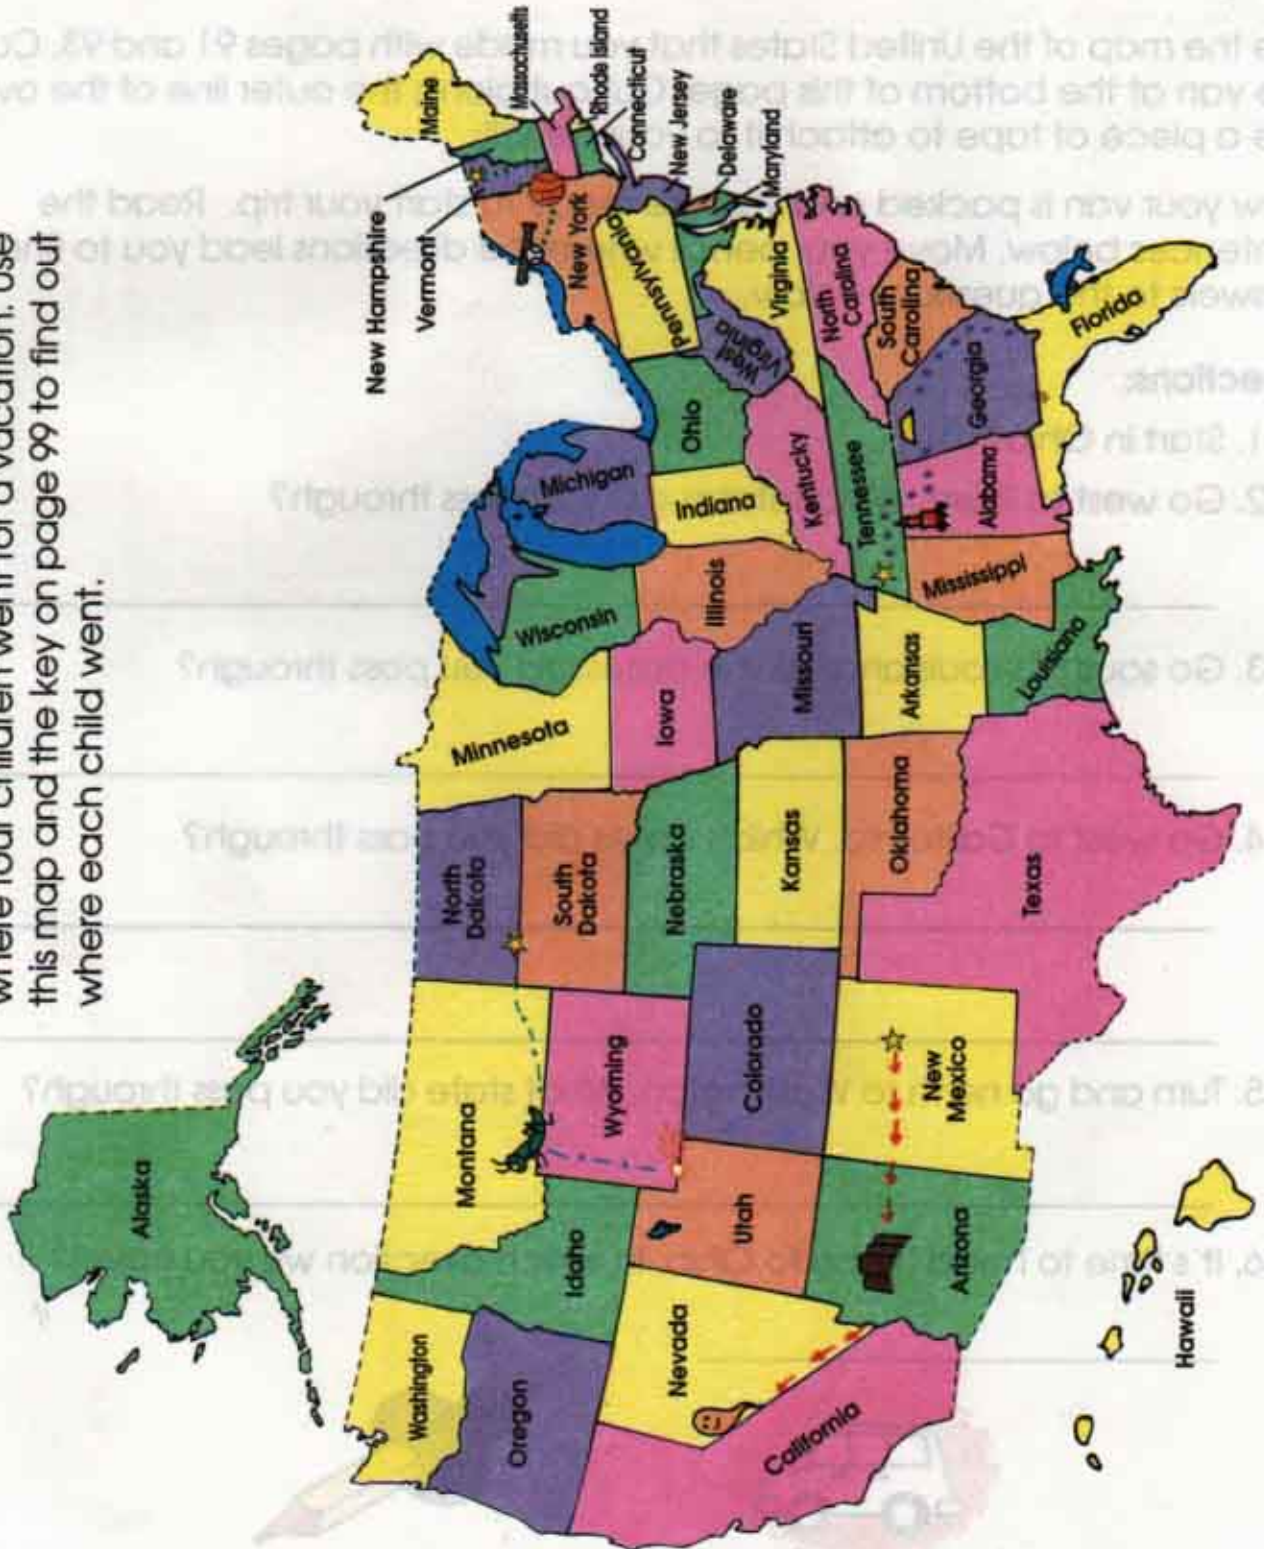 where four children went for a vacation. Use
this map and the key on page 99 to find out
where each child went.
Alaska
Washington
Oregon
California
Nevada
Idaho
Montana
Wyoming
Utah
Arizona
Colorado
New
Mexico
North
Dakota
South
Dakota
Nebraska
Kansas
Oklahoma
Texas
Minnesota
Iowa
Missouri
Arkansas
Louisiana
Wisconsin
Illinois
Michigan
Indiana
Ohio
Kentucky
Tennessee
Mississippi
Alabama
Georgia
Florida
South
Carolina
North
Carolina
Virginia
West
Virginia
Pennsylvania
New York
New Hampshire
Vermont
Maine
Massachusetts
Rhode Island
Connecticut
New Jersey
Delaware
Maryland
Hawaii